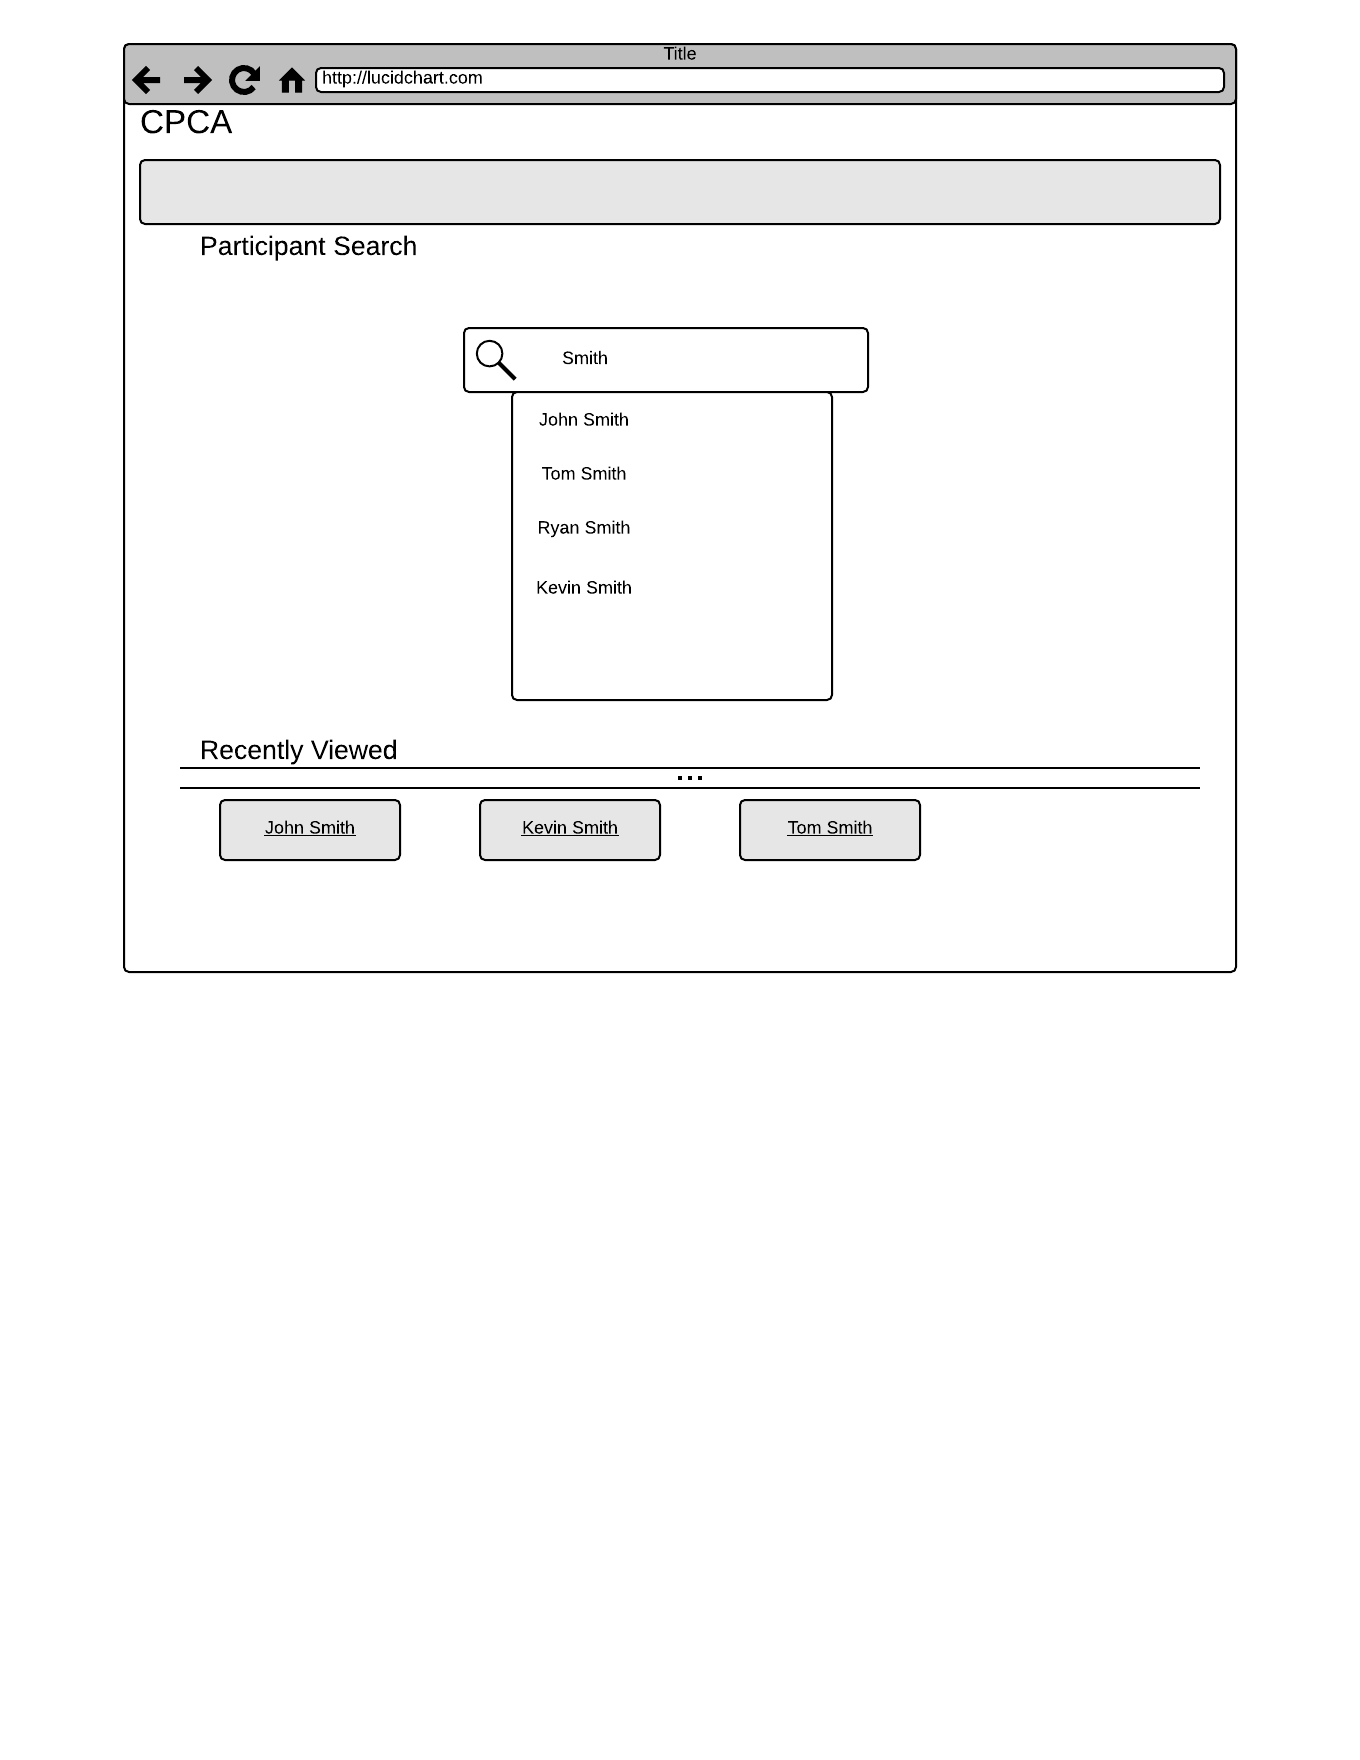 Title
http://lucidchart.com
CPCA
Participant Search
Smith
John Smith
Tom Smith
Ryan Smith
Kevin Smith
Recently Viewed
...
John Smith
Kevin Smith
Tom Smith